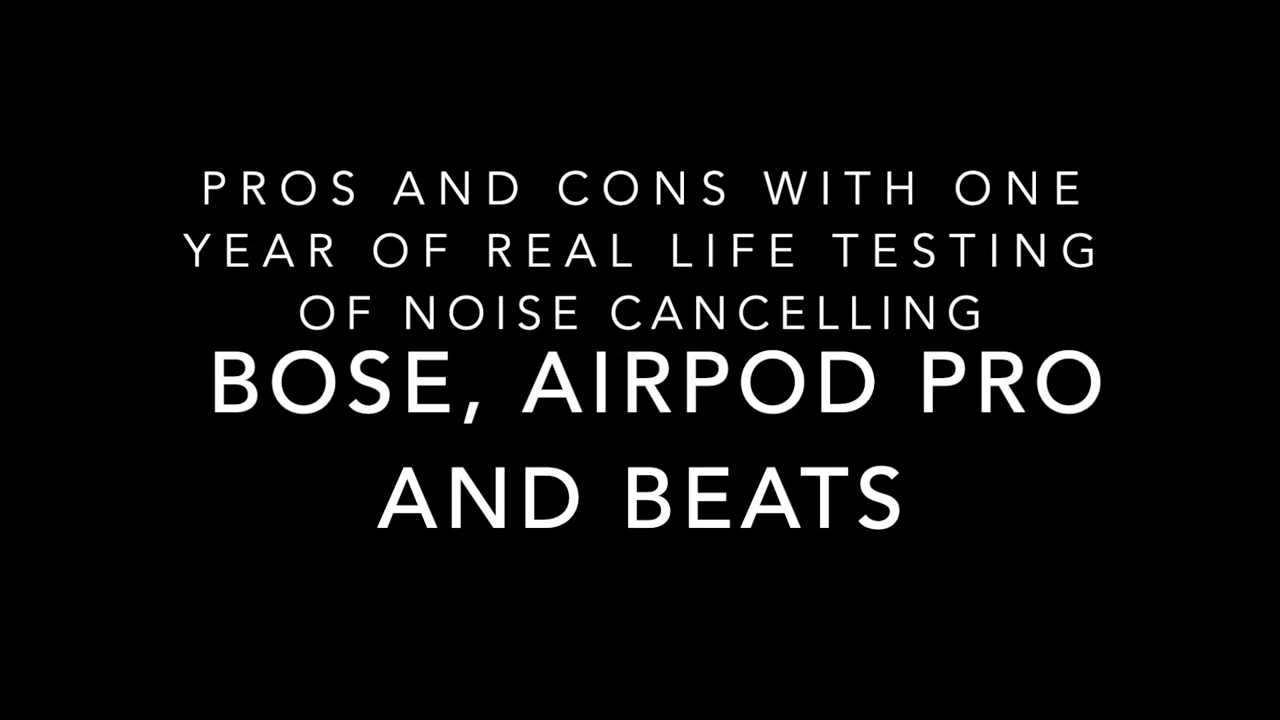 PROS AND CONS WITH ONE
YEAR OF REAL LIFE TESTING
OF NOISE CANCELLING
BOSE, AIRPOD PRO
AND BEATS